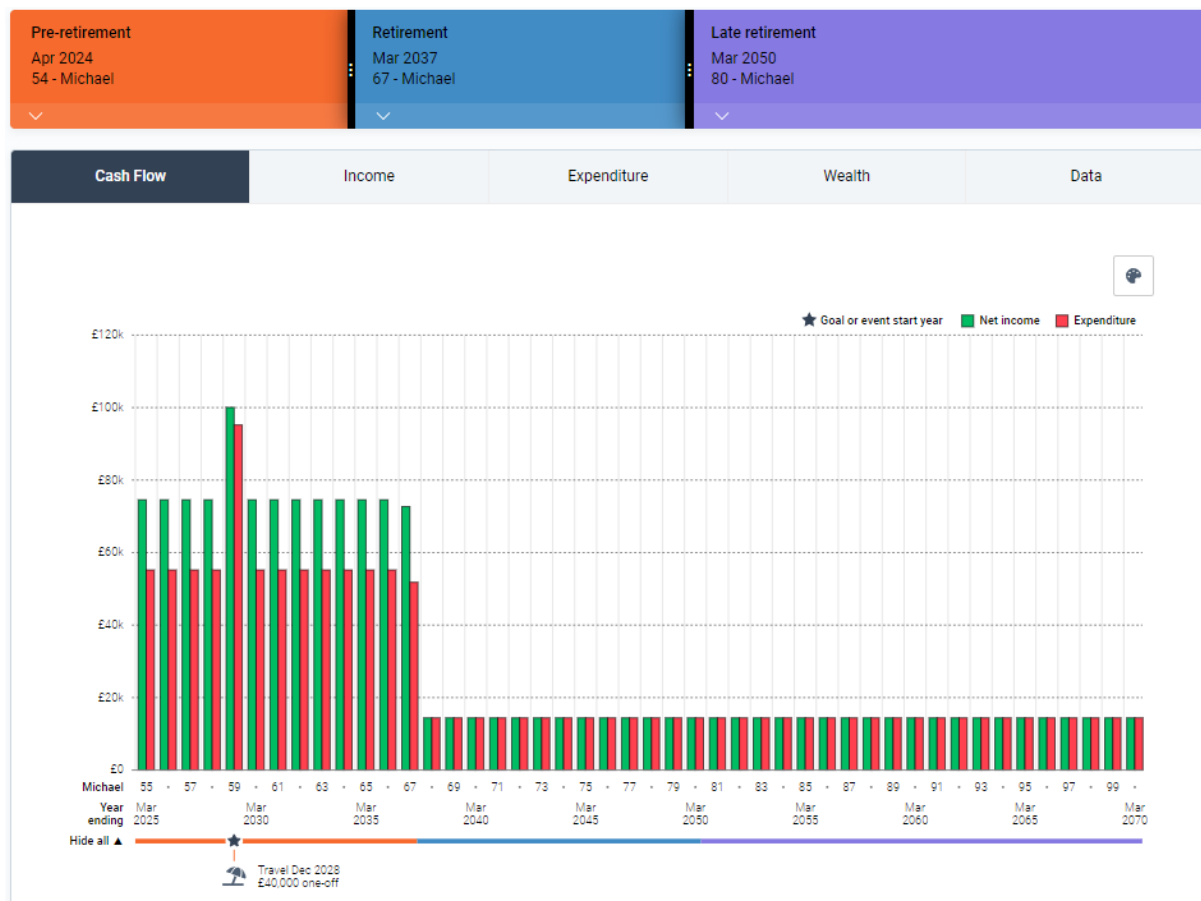 Pre-retirement
Apr 2024
54 - Michael
Retirement
Mar 2037
67 - Michael
Late retirement
Mar 2050
80 - Michael
Cash Flow Income Expenditure Wealth Data
Goal or event start year Net income Expenditure
£120k
£100k
£80k
£60k
£40k
£20k
£0
Michael 55 57 59 61 63 65 67 69 71 73 75 77 79 81 83 85 87 89 91 93 95 97 99
Year ending Mar 2025 Mar 2030 Mar 2035 Mar 2040 Mar 2045 Mar 2050 Mar 2055 Mar 2060 Mar 2065 Mar 2070
Hide all ▲
Travel Dec 2028
£40,000 one-off